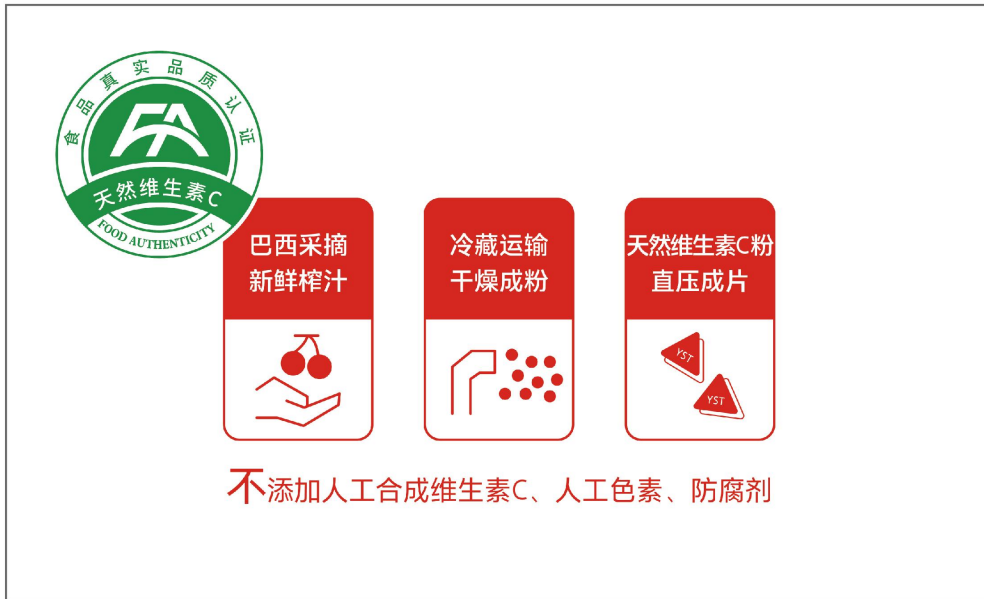 食品真实品质认证
FA
天然维生素C
FOOD AUTHENTICITY
巴西采摘
新鲜榨汁
冷藏运输
干燥成粉
天然维生素C粉
直压成片
YST
YST
不添加人工合成维生素C、人工色素、防腐剂